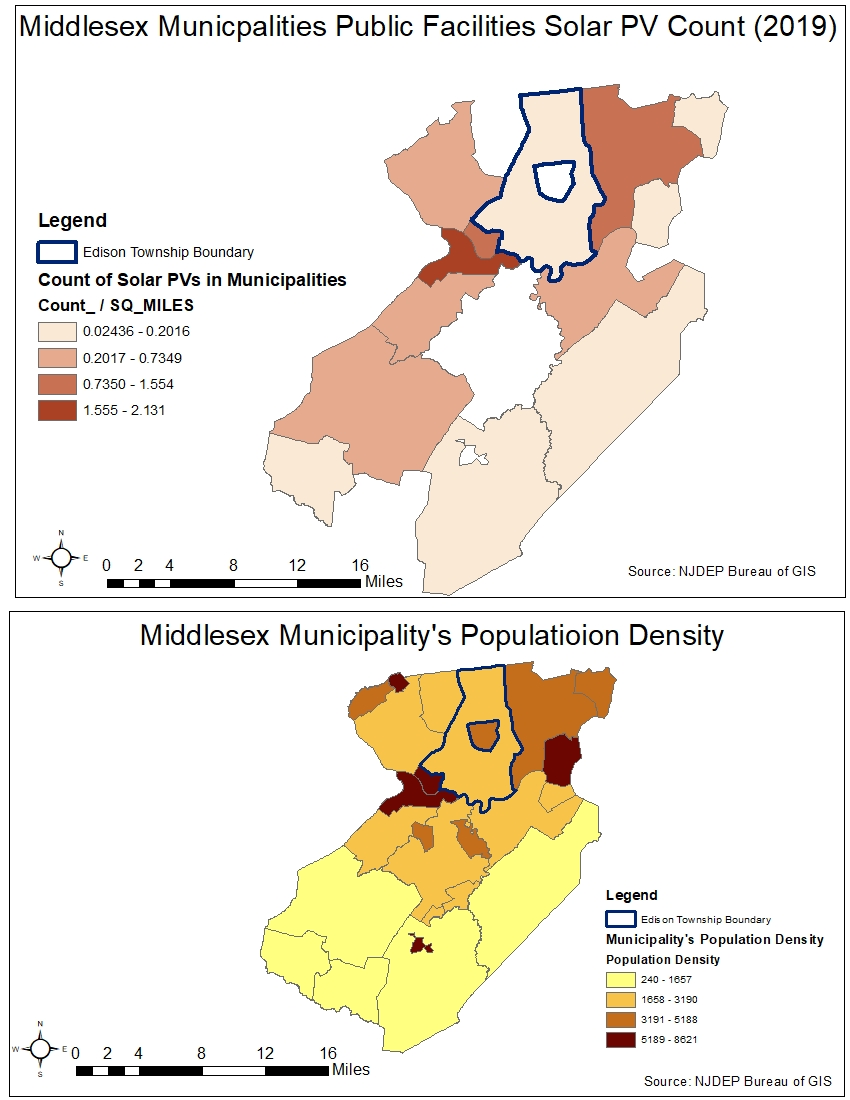 Middlesex Municpalities Public Facilities Solar PV Count (2019)
Legend
Edison Township Boundary
Count of Solar PVs in Municipalities
Count_ / SQ_MILES
0.02436 - 0.2016
0.2017 - 0.7349
0.7350 - 1.554
1.555 - 2.131
N
W E
S
0 2 4 8 12 16
Miles
Source: NJDEP Bureau of GIS
Middlesex Municipality's Populatioion Density
Legend
Edison Township Boundary
Municipality's Population Density
Population Density
240 - 1657
1658 - 3190
3191 - 5188
5189 - 8621
N
W E
S
0 2 4 8 12 16
Miles
Source: NJDEP Bureau of GIS